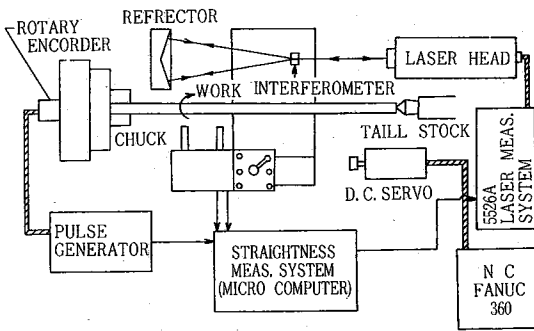 REFRECTOR
ROTARY
ENCORDER
LASER HEAD
INTERFEROMETER
WORK
CHUCK
TAILL STOCK
D.C. SERVO
5526A
LASER MEAS.
SYSTEM
PULSE
GENERATOR
STRAIGHTNESS
MEAS. SYSTEM
(MICRO COMPUTER)
N C
FANUC
360